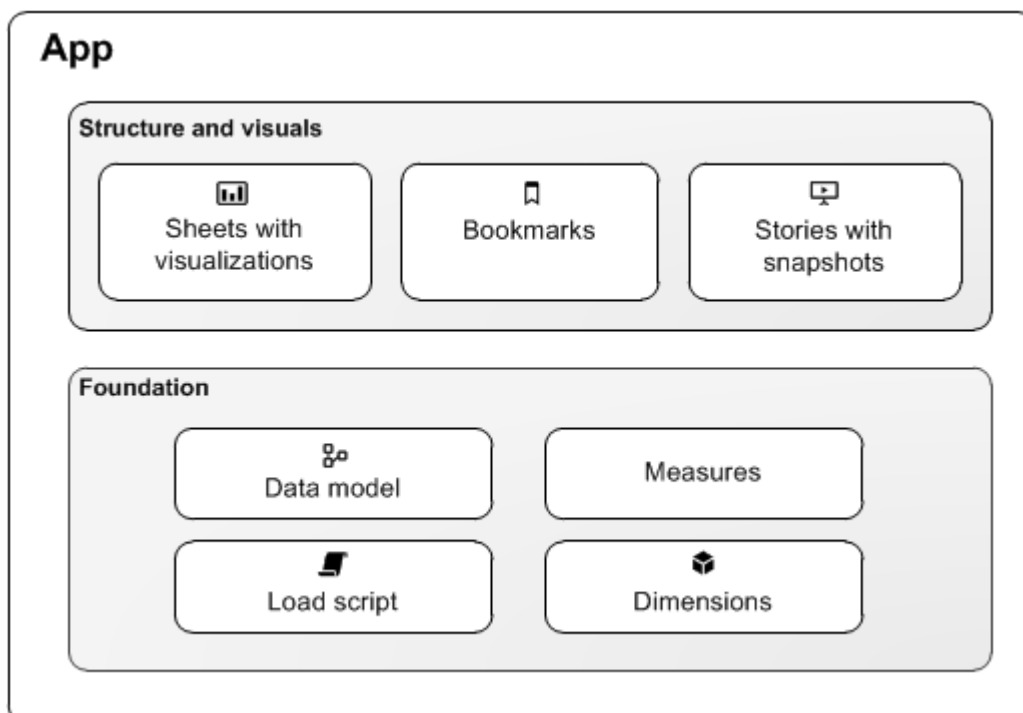 App
Structure and visuals
Sheets with
visualizations
Bookmarks
Stories with
snapshots
Foundation
Data model
Measures
Load script
Dimensions